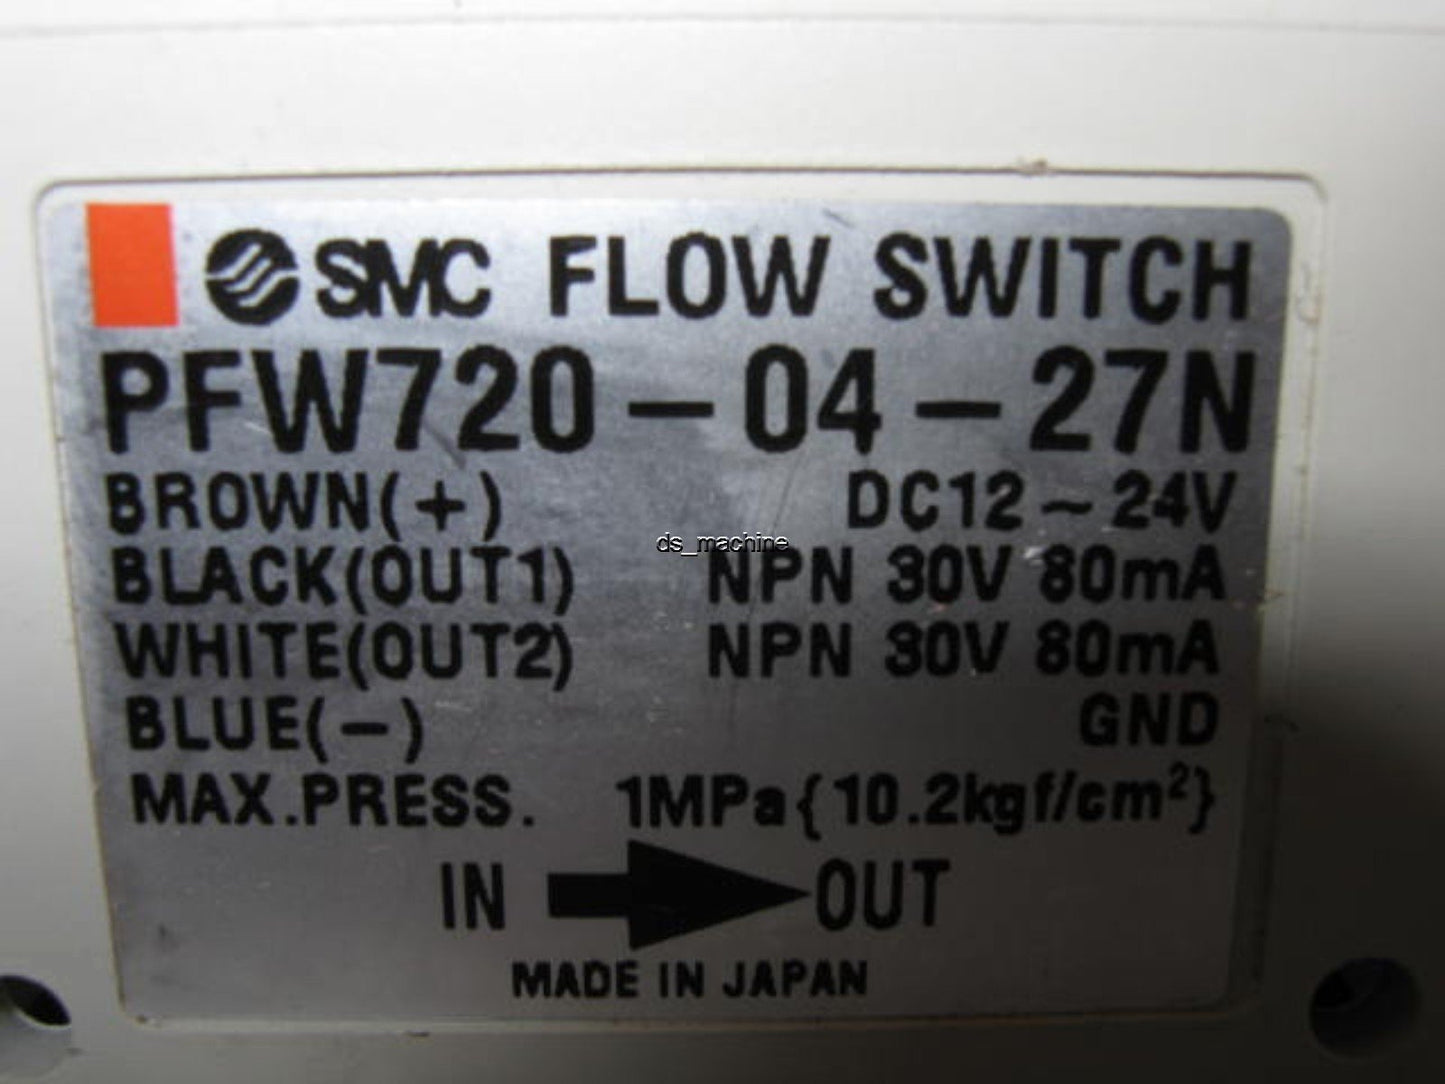 SMC FLOW SWITCH
PFW720-04-27N
BROWN(+) DC12~24V
ds_machine
BLACK(OUT1) NPN 30V 80mA
WHITE(OUT2) NPN 30V 80mA
BLUE(-) GND
MAX.PRESS. 1MPa{10.2kgf/cm²}
IN OUT
MADE IN JAPAN